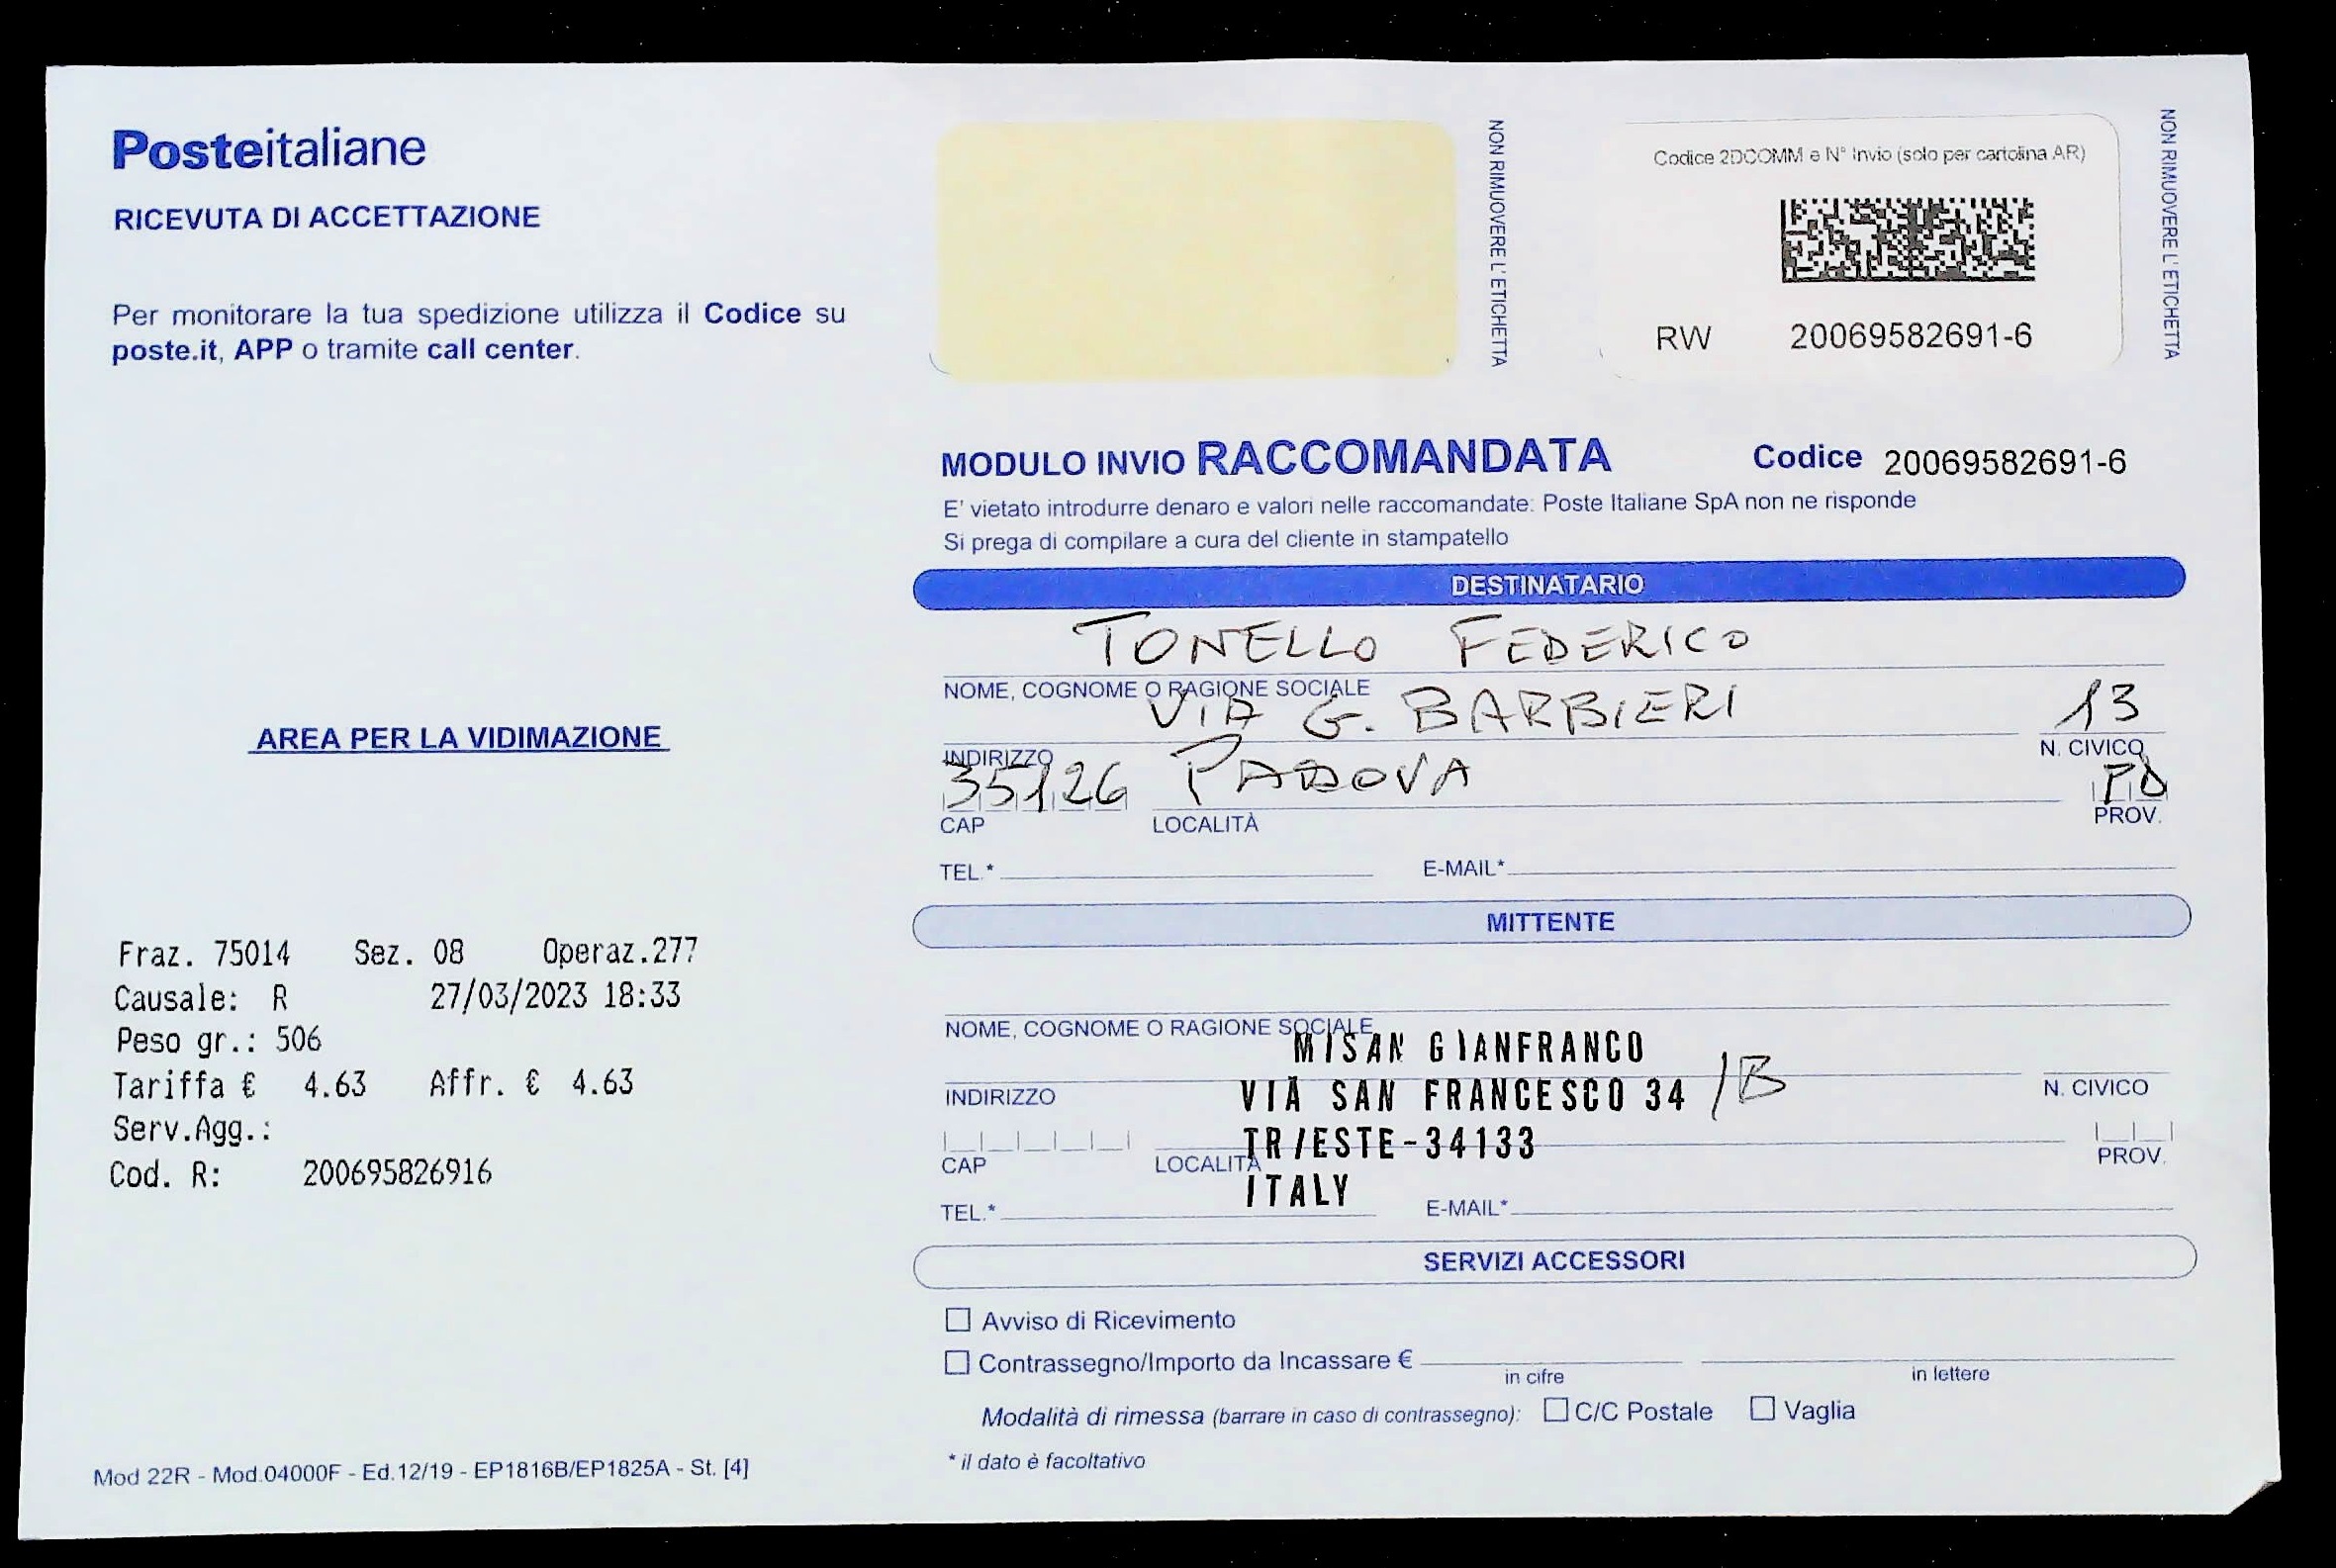 Posteitaliane
RICEVUTA DI ACCETTAZIONE
Per monitorare la tua spedizione utilizza il Codice su
poste.it, APP o tramite call center.
AREA PER LA VIDIMAZIONE
Fraz. 75014 Sez. 08 Operaz.277
Causale: R 27/03/2023 18:33
Peso gr.: 506
Tariffa € 4.63 Affr. € 4.63
Serv.Agg.:
Cod. R: 200695826916
Mod 22R - Mod.04000F - Ed.12/19 - EP1816B/EP1825A - St. [4]
NON RIMUOVERE L'ETICHETTA
Codice 2DCOMM e N° Invio (solo per cartolina AR)
RW 20069582691-6
NON RIMUOVERE L'ETICHETTA
MODULO INVIO RACCOMANDATA Codice 20069582691-6
E' vietato introdurre denaro e valori nelle raccomandate: Poste Italiane SpA non ne risponde
Si prega di compilare a cura del cliente in stampatello
DESTINATARIO
TONELLO FEDERICO
NOME, COGNOME O RAGIONE SOCIALE
VIA G. BARBIERI 13
INDIRIZZO N. CIVICO
35126 PADOVA PD
CAP LOCALITÀ PROV.
TEL.* E-MAIL*
MITTENTE
NOME, COGNOME O RAGIONE SOCIALE
MISAN GIANFRANCO
VIA SAN FRANCESCO 34 /B
INDIRIZZO N. CIVICO
TRIESTE-34133
CAP LOCALITÀ PROV.
ITALY
TEL.* E-MAIL*
SERVIZI ACCESSORI
Avviso di Ricevimento
Contrassegno/Importo da Incassare €
in cifre in lettere
Modalità di rimessa (barrare in caso di contrassegno): C/C Postale Vaglia
* il dato è facoltativo